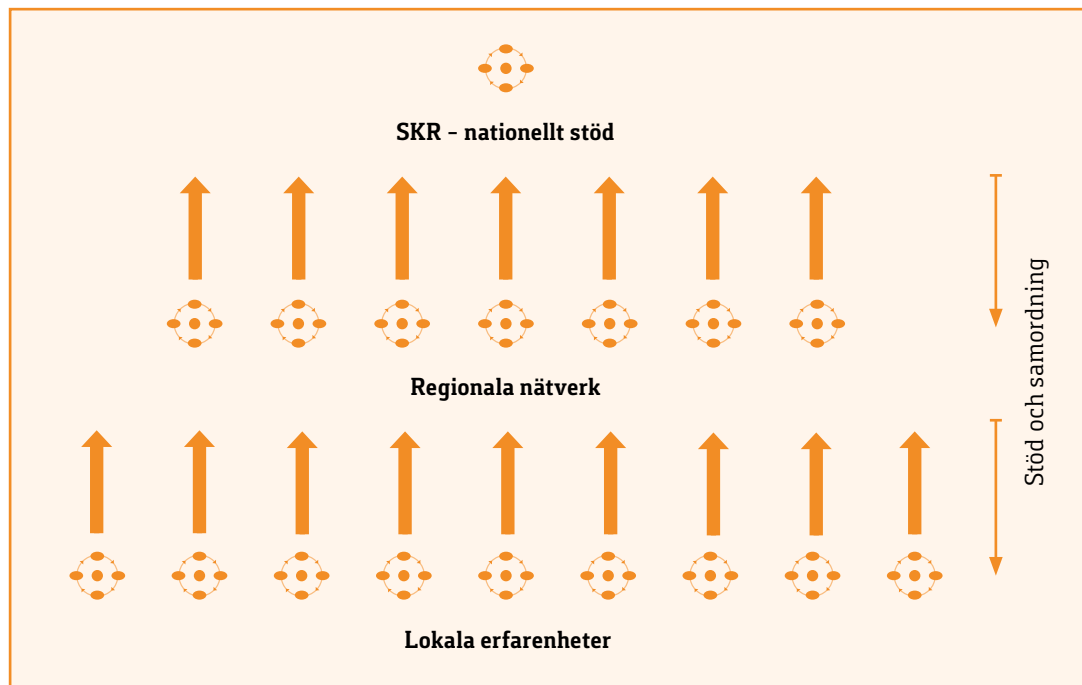 SKR – nationellt stöd
Regionala nätverk
Stöd och samordning
Lokala erfarenheter